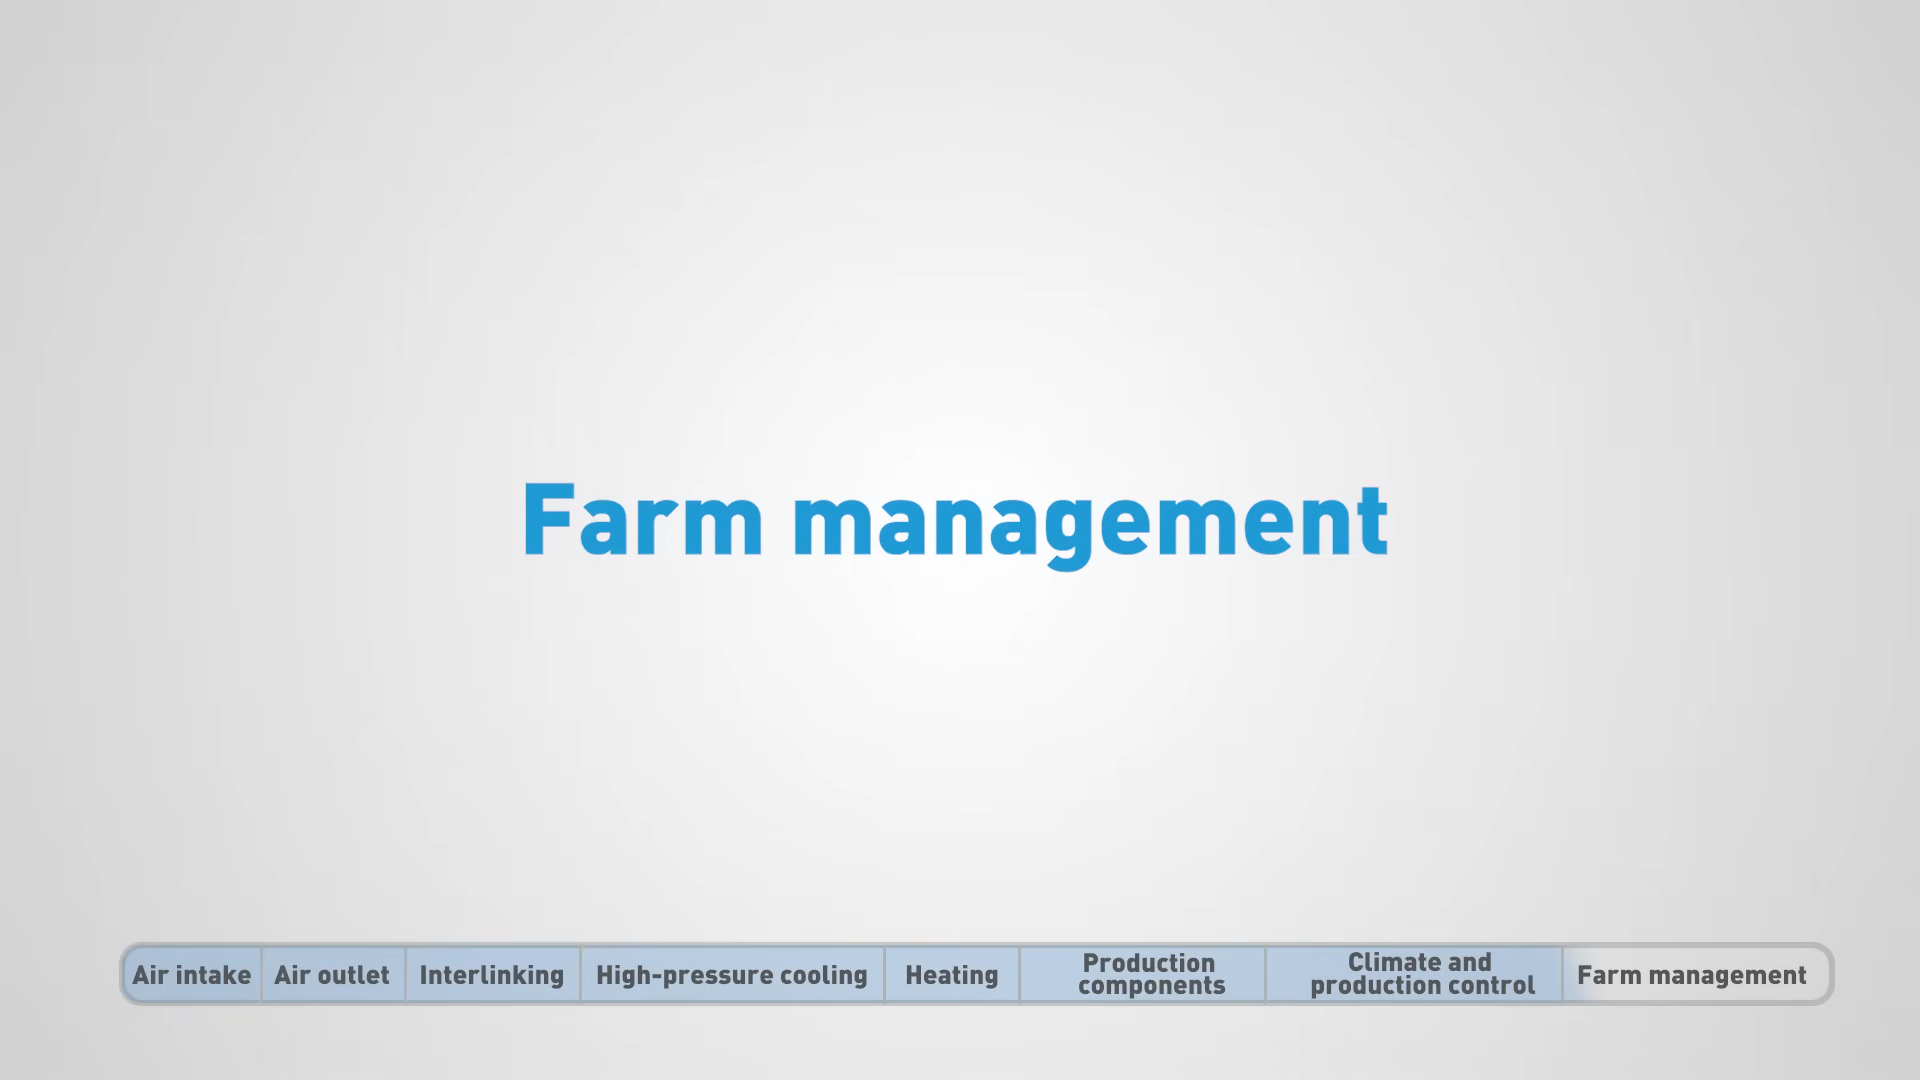 Farm management
Air intake
Air outlet
Interlinking
High-pressure cooling
Heating
Production
components
Climate and
production control
Farm management